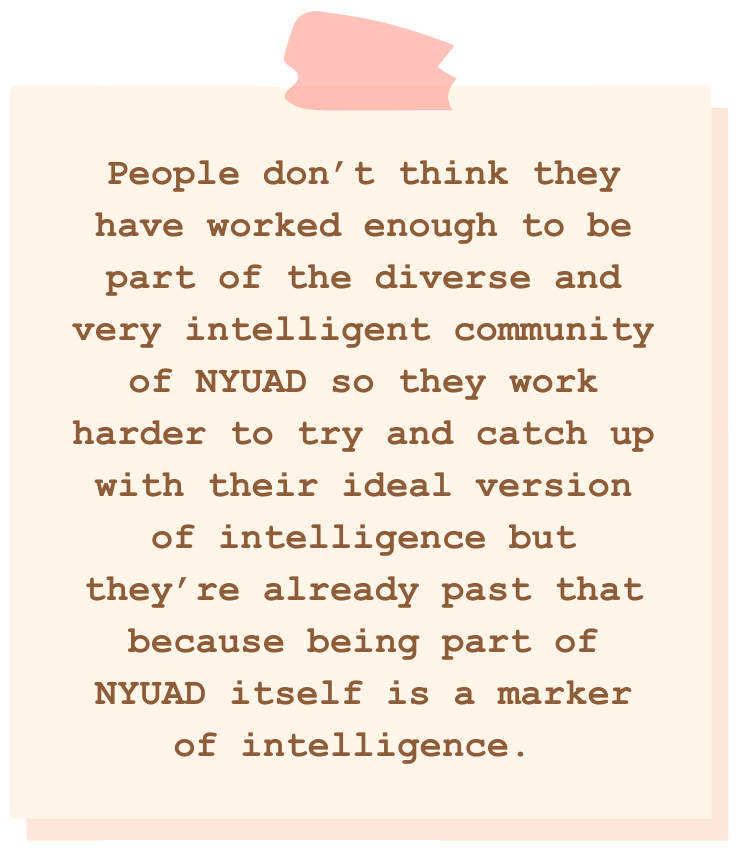 People don’t think they
have worked enough to be
part of the diverse and
very intelligent community
of NYUAD so they work
harder to try and catch up
with their ideal version
of intelligence but
they’re already past that
because being part of
NYUAD itself is a marker
of intelligence.